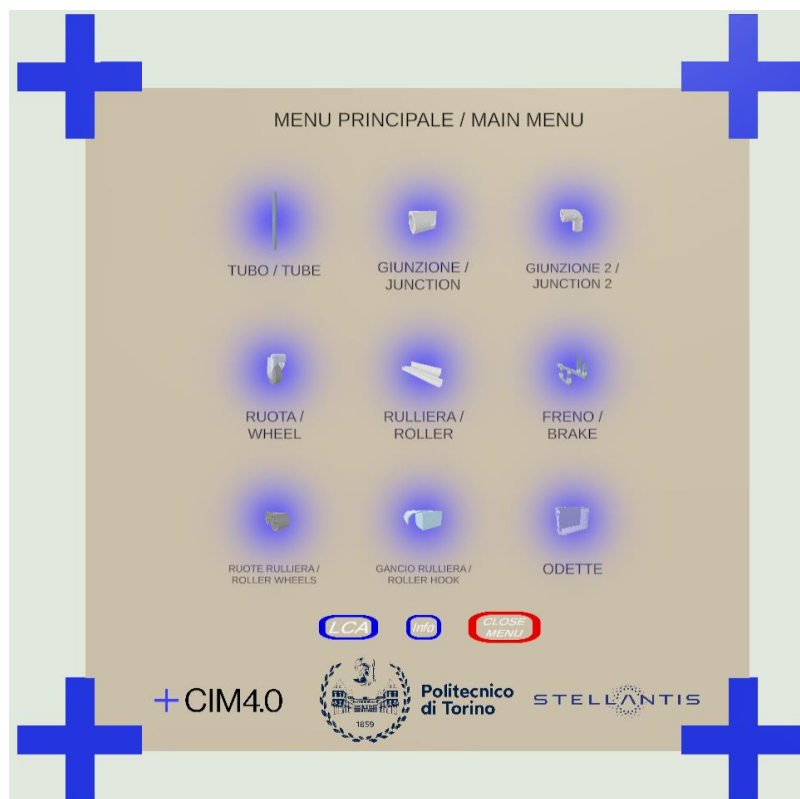 MENU PRINCIPALE / MAIN MENU
TUBO / TUBE
GIUNZIONE /
JUNCTION
GIUNZIONE 2 /
JUNCTION 2
RUOTA /
WHEEL
RULLIERA /
ROLLER
FRENO /
BRAKE
RUOTE RULLIERA /
ROLLER WHEELS
GANCIO RULLIERA /
ROLLER HOOK
ODETTE
LCA
Info
CLOSE
MENU
+CIM4.0
1859
Politecnico
di Torino
STELLANTIS